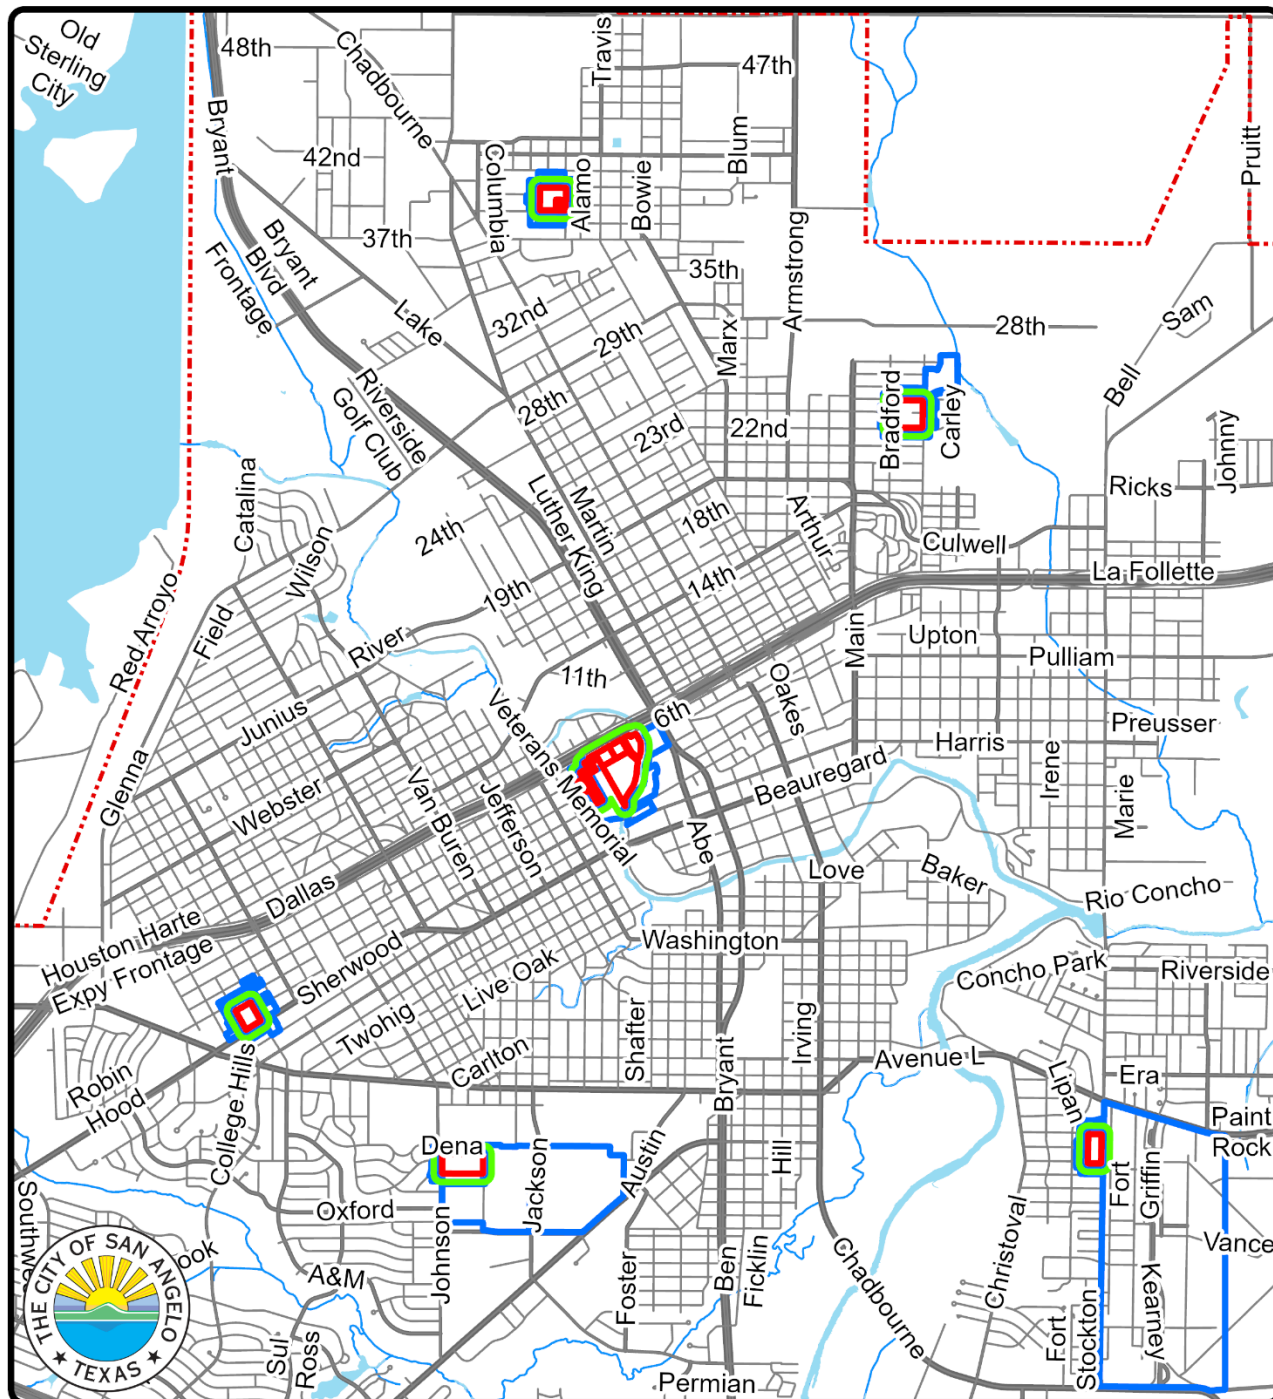 Old
Sterling
City
48th
Chadbourne
Travis
47th
Bryant
42nd
Columbia
Alamo
Bowie
Blum
Pruitt
37th
Bryant
Blvd
Frontage
Lake
32nd
29th
35th
Marx
Armstrong
28th
Sam
Bell
Riverside
Golf Club
28th
23rd
22nd
Bradford
Carley
Johnny
Ricks
Catalina
Wilson
24th
Luther King
Martin
18th
Arthur
Culwell
La Follette
Red Arroyo
Field
19th
14th
River
11th
Main
Upton
Pulliam
Junius
Veterans Memorial
6th
Oakes
Preusser
Harris
Irene
Marie
Glenna
Webster
Van Buren
Jefferson
Beauregard
Abe
Love
Baker
Rio Concho
Dallas
Houston Harte
Expy Frontage
Sherwood
Washington
Live Oak
Concho Park
Riverside
Twohig
Shafter
Irving
Carlton
Bryant
Avenue L
Lipan
Era
Paint
Rock
Robin
Hood
College Hills
Dena
Jackson
Austin
Hill
Fort
Griffin
Oxford
Johnson
Southwe
ook
A&M
Sul
Ross
Foster
Ben
Ficklin
Chadbourne
Christoval
Fort
Stockton
Kearney
Vance
Permian
THE CITY OF SAN ANGELO
TEXAS